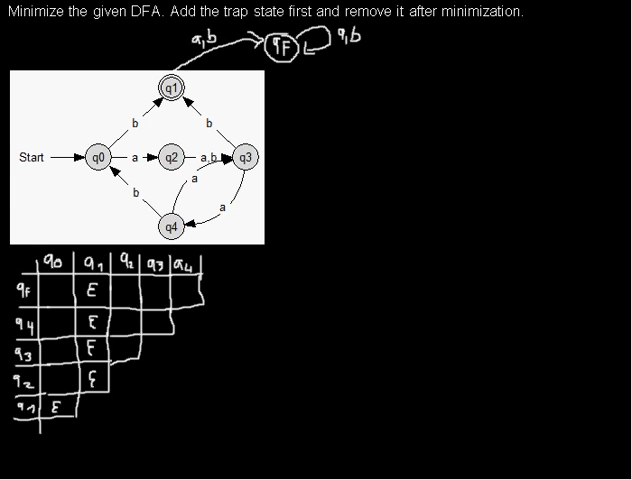 Minimize the given DFA. Add the trap state first and remove it after minimization.
a,b
qF
a,b
q1
b
b
Start
q0
a
q2
a,b
q3
a
b
a
q4
q0 q1 q2 q3 q4
qF E
q4 E
q3 E
q2 E
q1 E